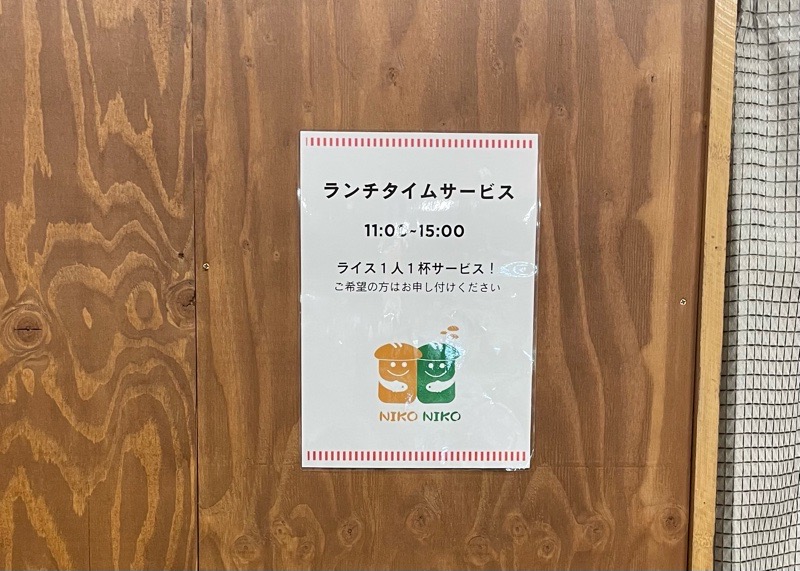 ランチタイムサービス
11:00~15:00
ライス1人1杯サービス!
ご希望の方はお申し付けください
NIKO NIKO